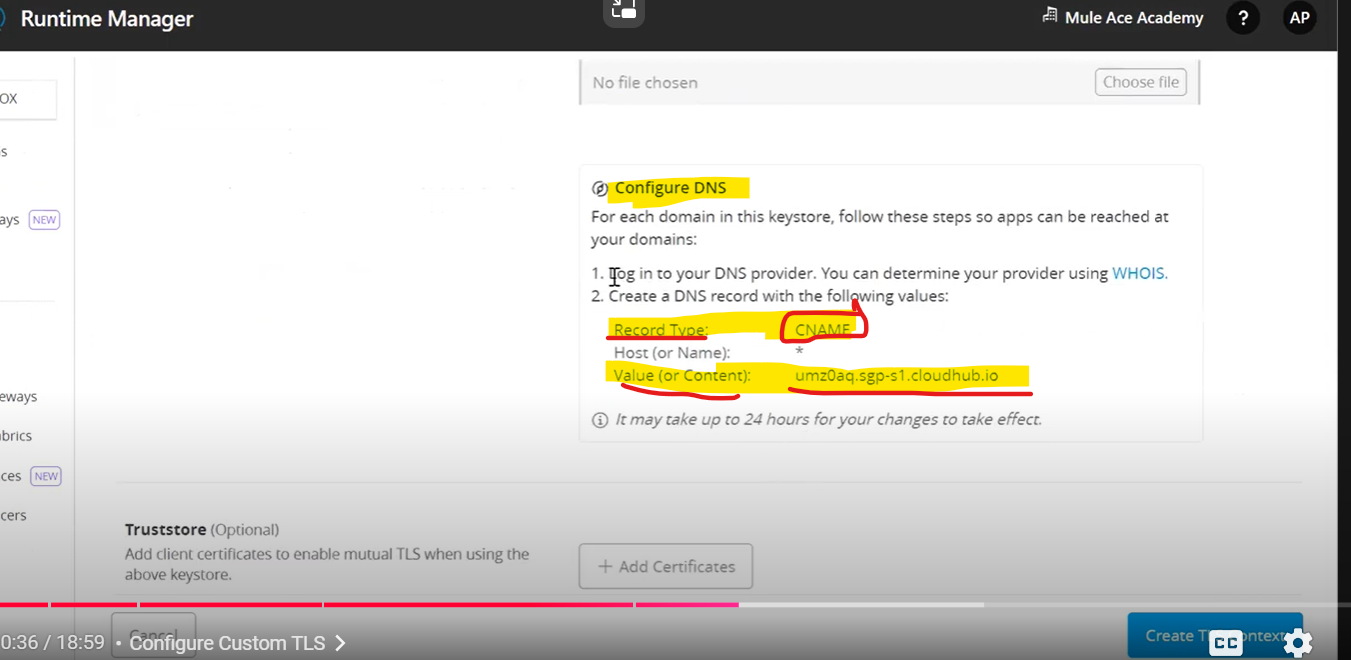 Runtime Manager
Mule Ace Academy
?
AP
OX
No file chosen
Choose file
s
ays NEW
Configure DNS
For each domain in this keystore, follow these steps so apps can be reached at
your domains:
1. Log in to your DNS provider. You can determine your provider using WHOIS.
2. Create a DNS record with the following values:
Record Type: CNAME
Host (or Name): *
Value (or Content): umz0aq.sgp-s1.cloudhub.io
It may take up to 24 hours for your changes to take effect.
eways
brics
ces NEW
cers
Truststore (Optional)
Add client certificates to enable mutual TLS when using the
above keystore.
+ Add Certificates
Cancel
0:36 / 18:59 • Configure Custom TLS >
Create T ontext
CC